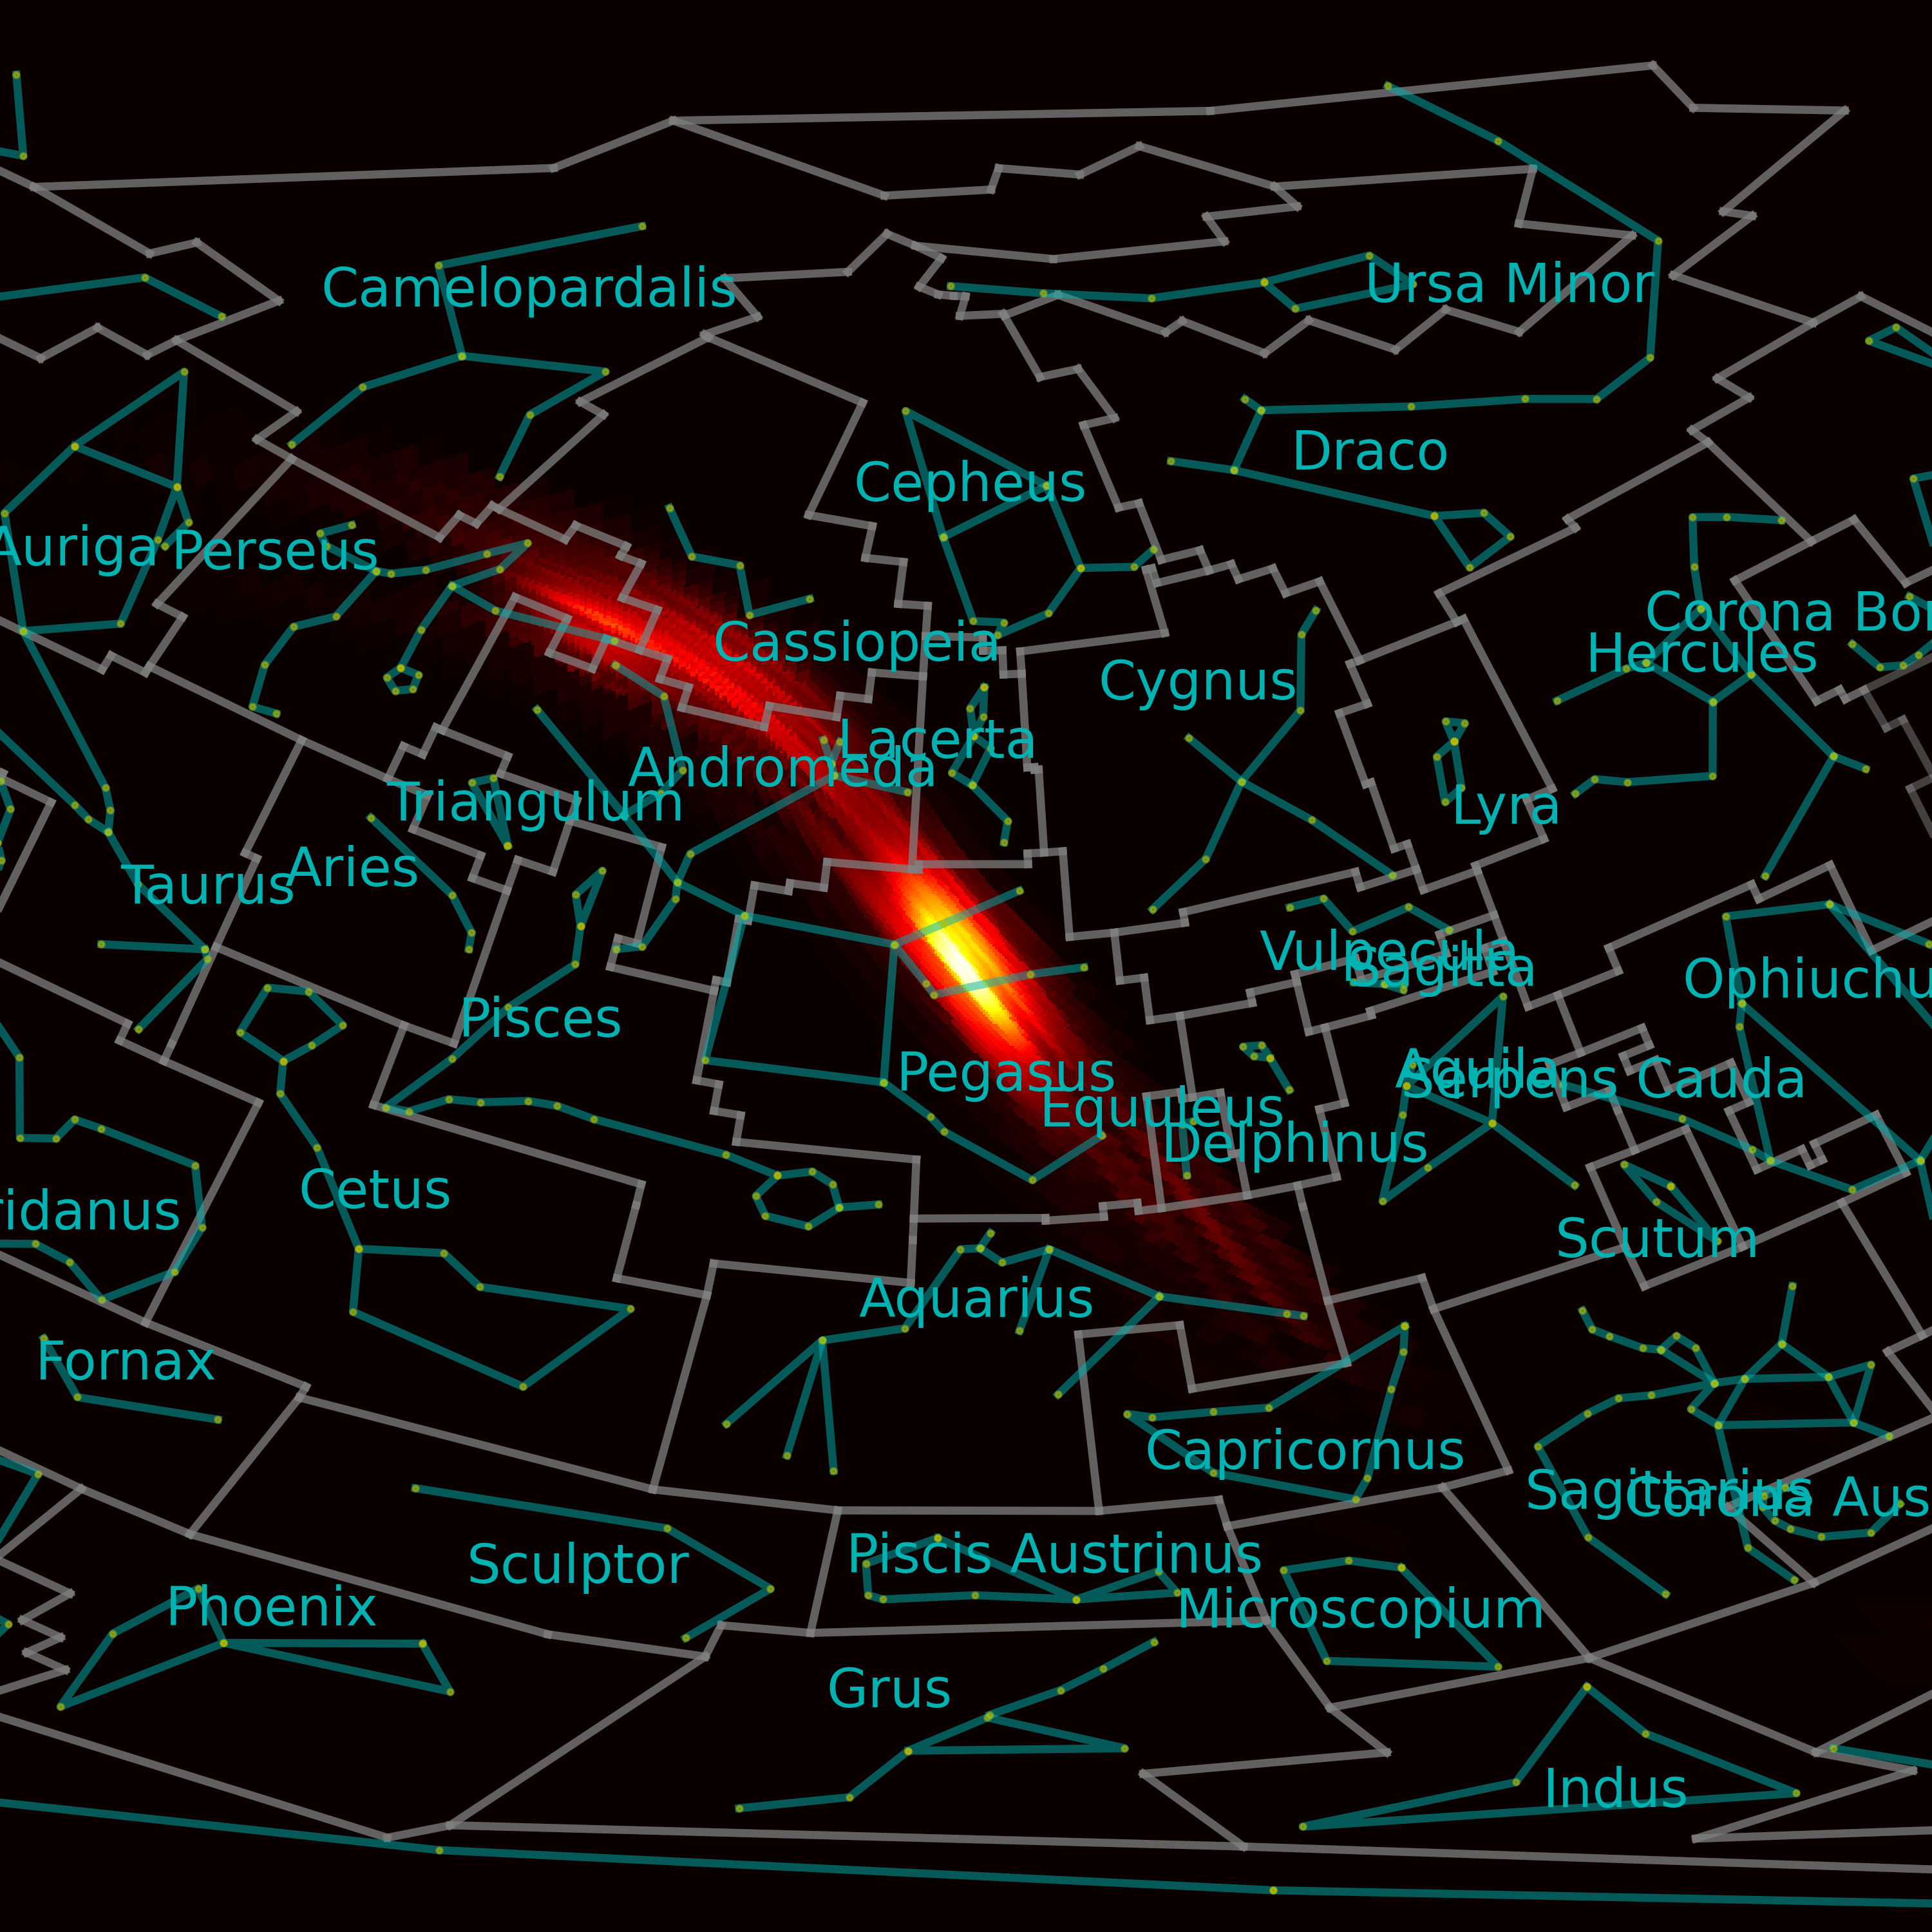 Camelopardalis
Ursa Minor
Draco
Cepheus
Auriga
Perseus
Corona Bor
Cassiopeia
Hercules
Cygnus
Lacerta
Andromeda
Triangulum
Lyra
Aries
Taurus
Vulpecula
Sagitta
Ophiuchu
Pisces
Pegasus
Aquila
Serpens Cauda
Equuleus
Delphinus
Cetus
ridanus
Scutum
Aquarius
Fornax
Capricornus
Sagittarius
Corona Aus
Piscis Austrinus
Sculptor
Phoenix
Microscopium
Grus
Indus